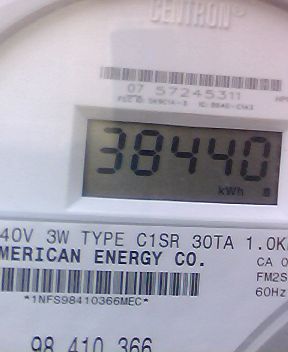 CENTRON®
07 57245311
38440
kWh
40V 3W TYPE C1SR 30TA 1.0K
MERICAN ENERGY CO.
CA 0
FM2S
60Hz
*1NFS98410366MEC*
98 410 366